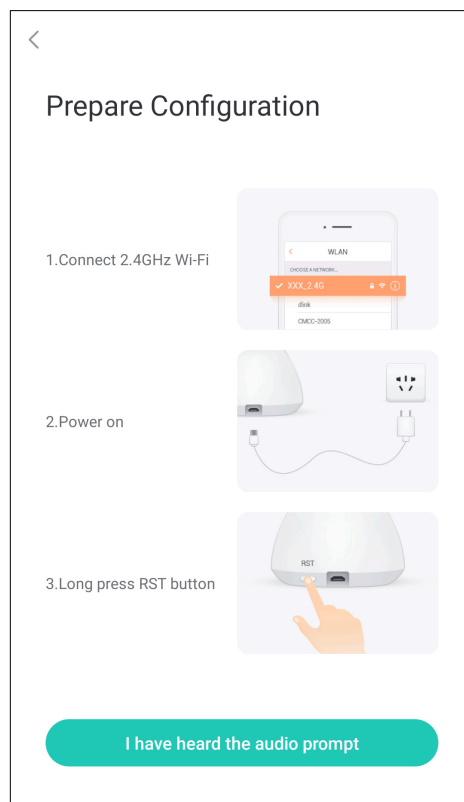 Prepare Configuration
1.Connect 2.4GHz Wi-Fi
WLAN
CHOOSE A NETWORK...
XXX_2.4G
dlink
CMCC-2005
2.Power on
3.Long press RST button
RST
I have heard the audio prompt